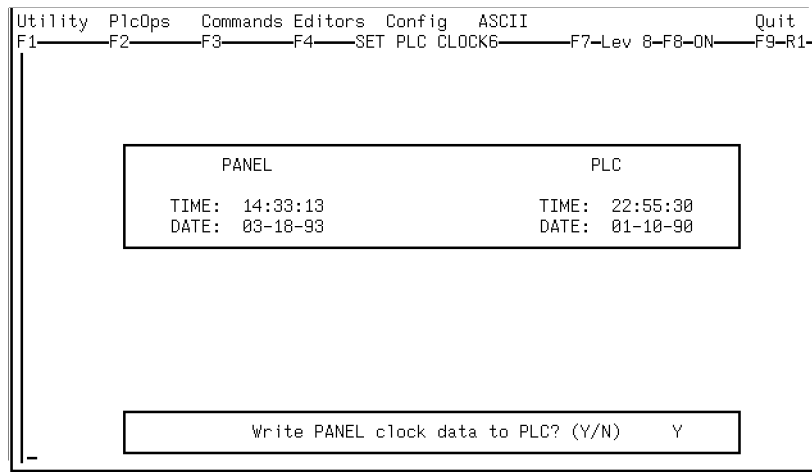 Utility PlcOps Commands Editors Config ASCII Quit
F1 F2 F3 F4 SET PLC CLOCK6 F7-Lev 8-F8-ON F9-R1-
PANEL PLC
TIME: 14:33:13 TIME: 22:55:30
DATE: 03-18-93 DATE: 01-10-90
Write PANEL clock data to PLC? (Y/N) Y